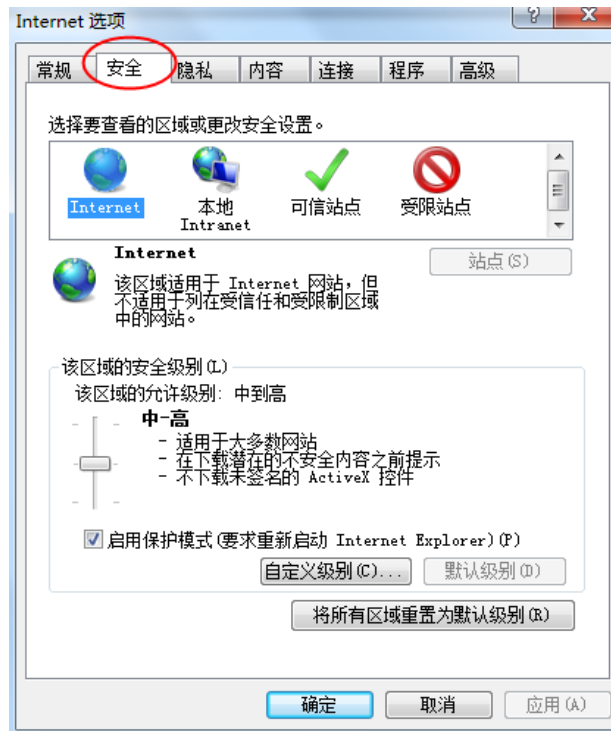 Internet 选项
常规 安全 隐私 内容 连接 程序 高级
选择要查看的区域或更改安全设置。
Internet 本地 Intranet 可信站点 受限站点
Internet
站点(S)
该区域适用于 Internet 网站，但
不适用于列在受信任和受限制区域
中的网站。
该区域的安全级别(L)
该区域的允许级别: 中到高
中-高
- 适用于大多数网站
- 在下载潜在的不安全内容之前提示
- 不下载未签名的 ActiveX 控件
启用保护模式(要求重新启动 Internet Explorer)(P)
自定义级别(C)... 默认级别(D)
将所有区域重置为默认级别(R)
确定 取消 应用(A)